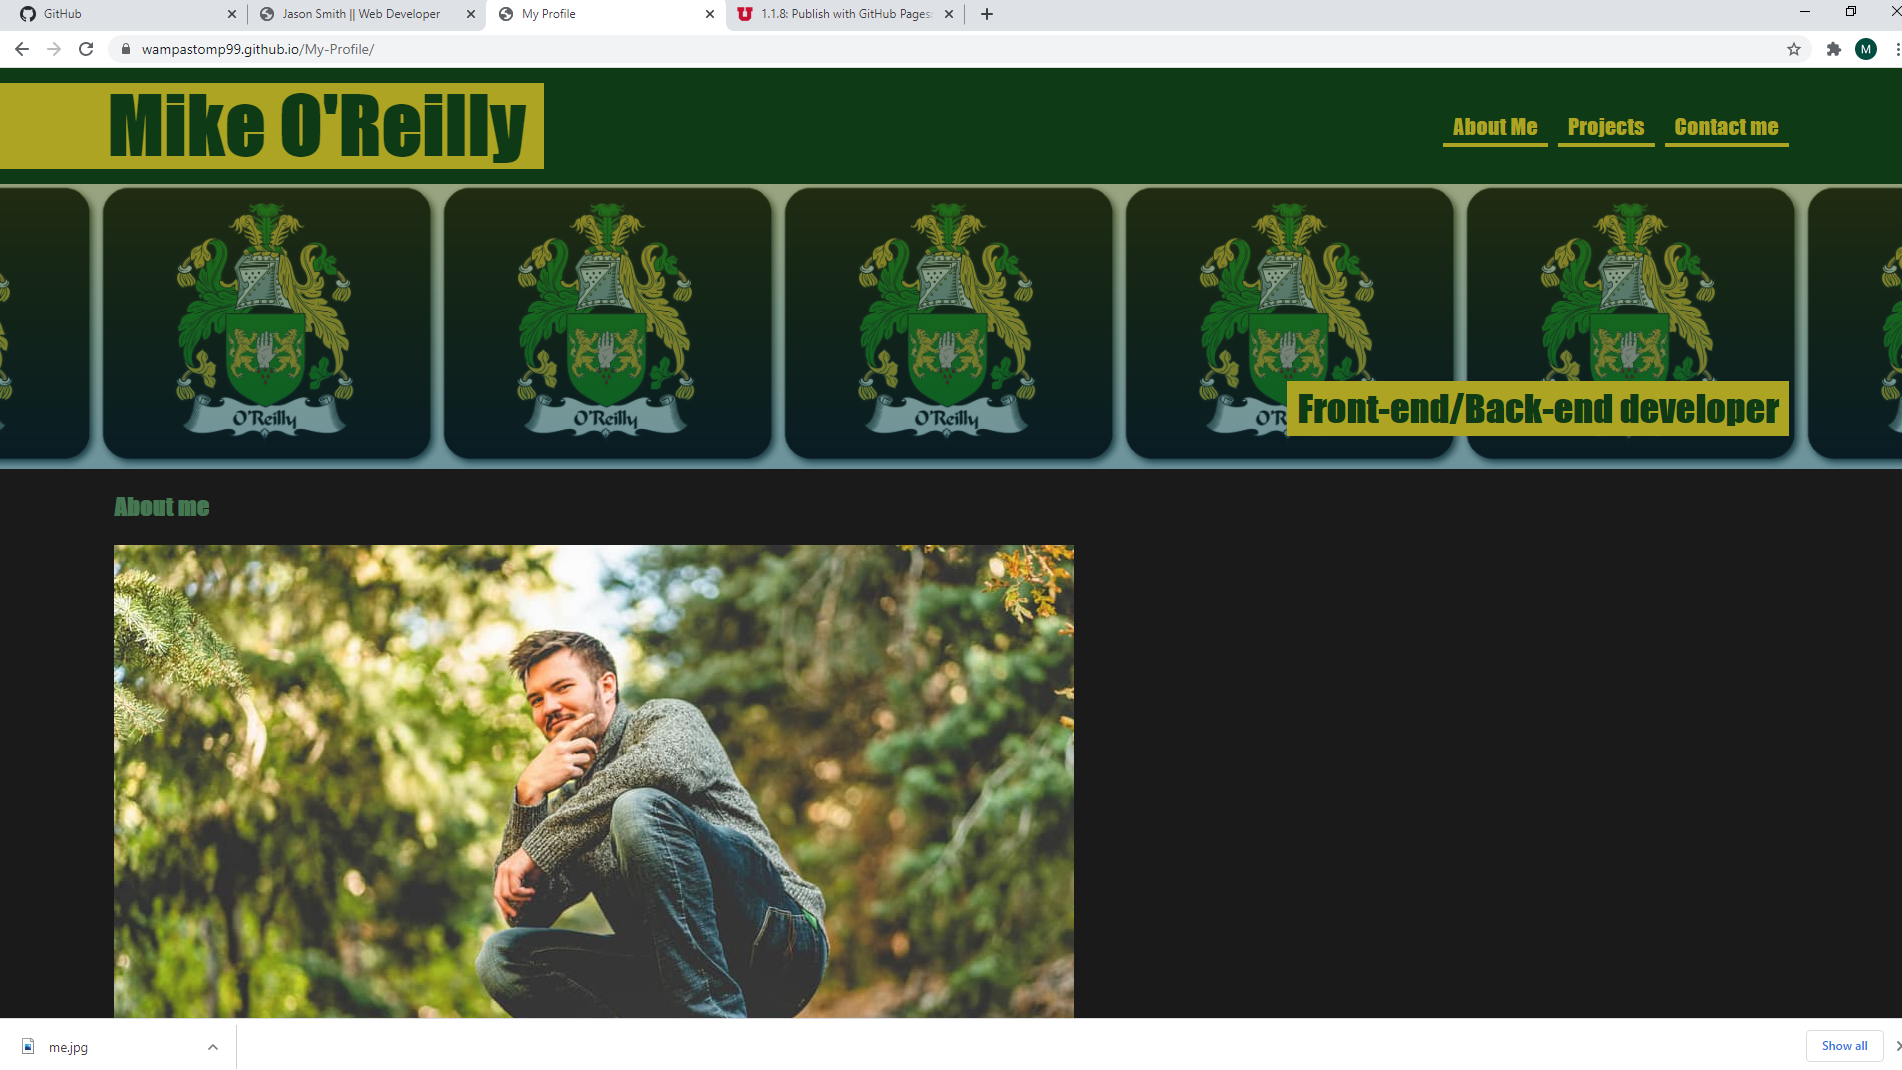 GitHub
Jason Smith || Web Developer
My Profile
1.1.8: Publish with GitHub Pages:
wampastomp99.github.io/My-Profile/
M
Mike O'Reilly
About Me
Projects
Contact me
O'Reilly
O'Reilly
O'Reilly
O'R
Front-end/Back-end developer
About me
me.jpg
Show all